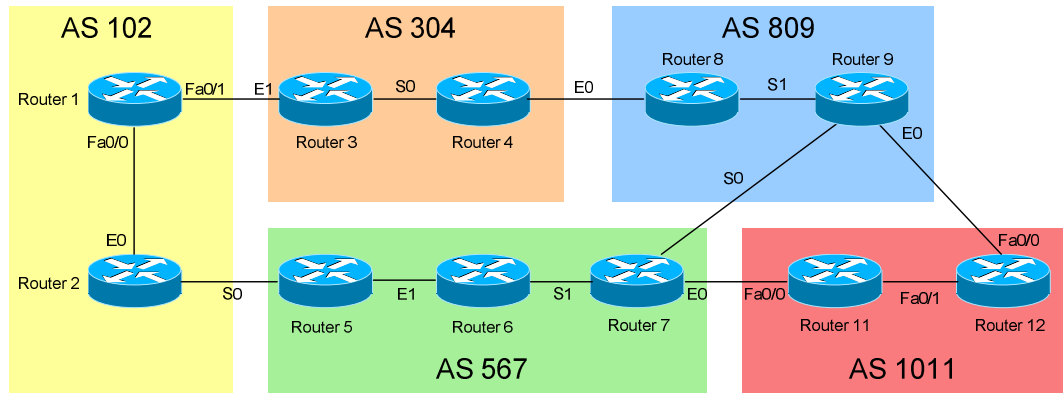 AS 102
AS 304
AS 809
Router 8
Router 9
Router 1
Fa0/1
E1
S0
E0
S1
Fa0/0
Router 3
Router 4
E0
S0
E0
Fa0/0
Router 2
S0
E1
S1
E0
Fa0/0
Fa0/1
Router 5
Router 6
Router 7
Router 11
Router 12
AS 567
AS 1011